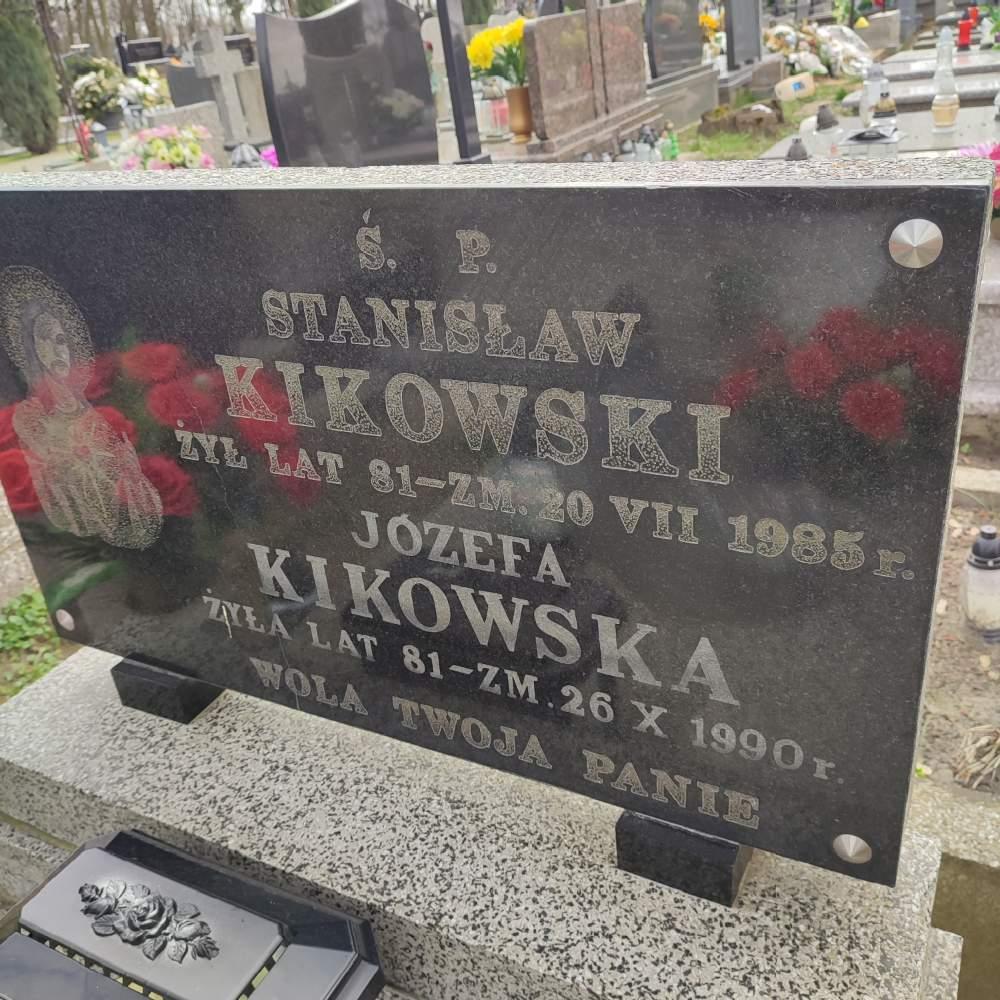 Ś. P.
STANISŁAW
KIKOWSKI
ŻYŁ LAT 81-ZM. 20 VII 1985 r.
JÓZEFA
KIKOWSKA
ŻYŁA LAT 81-ZM. 26 X 1990 r.
WOLA TWOJA PANIE